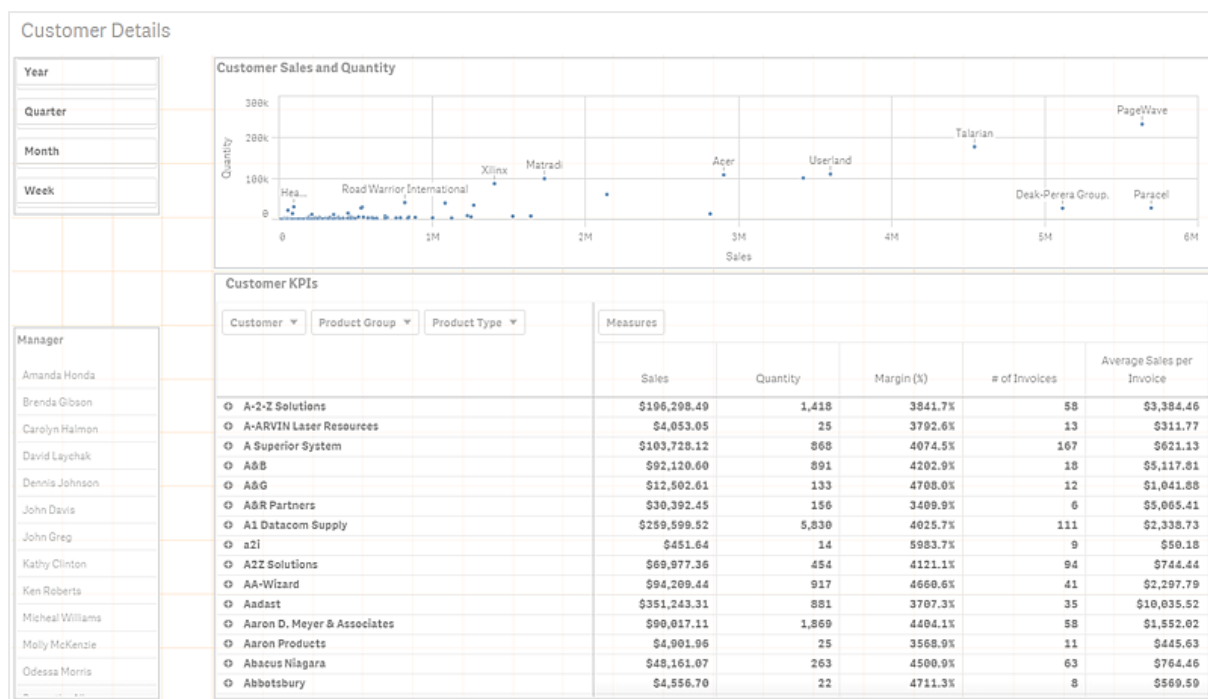 Customer Details
Year
Quarter
Month
Week
Customer Sales and Quantity
300k
200k
100k
0
Quantity
PageWave
Talarian
Acer
Userland
Xilinx
Matradi
Hea...
Road Warrior International
Deak-Perera Group.
Paracel
0 1M 2M 3M 4M 5M 6M
Sales
Customer KPIs
Customer Product Group Product Type Measures
Sales Quantity Margin (%) # of Invoices Average Sales per Invoice
A-2-Z Solutions $196,298.49 1,418 3841.7% 58 $3,384.46
A-ARVIN Laser Resources $4,053.05 25 3792.6% 13 $311.77
A Superior System $103,728.12 868 4074.5% 167 $621.13
A&B $92,120.60 891 4202.9% 18 $5,117.81
A&G $12,502.61 133 4708.0% 12 $1,041.88
A&R Partners $30,392.45 156 3409.9% 6 $5,065.41
A1 Datacom Supply $259,599.52 5,830 4025.7% 111 $2,338.73
a2i $451.64 14 5983.7% 9 $50.18
A2Z Solutions $69,977.36 454 4121.1% 94 $744.44
AA-Wizard $94,209.44 917 4660.6% 41 $2,297.79
Aadast $351,243.31 881 3707.3% 35 $10,035.52
Aaron D. Meyer & Associates $90,017.11 1,869 4404.1% 58 $1,552.02
Aaron Products $4,901.96 25 3568.9% 11 $445.63
Abacus Niagara $48,161.07 263 4500.9% 63 $764.46
Abbotsbury $4,556.70 22 4711.3% 8 $569.59
Manager
Amanda Honda
Brenda Gibson
Carolyn Halmon
David Laychak
Dennis Johnson
John Davis
John Greg
Kathy Clinton
Ken Roberts
Micheal Williams
Molly McKenzie
Odessa Morris